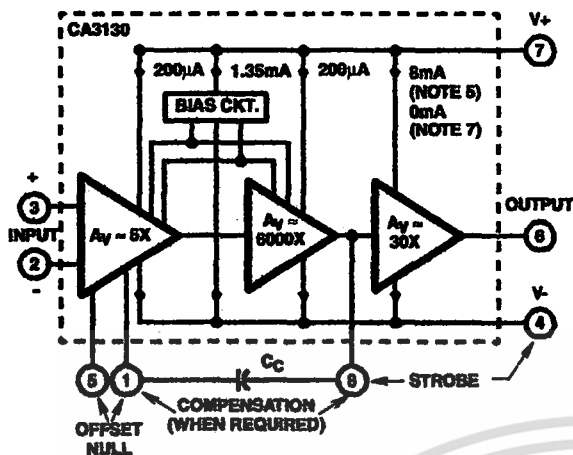 CA3130
V+
7
200μA
1.35mA
200μA
8mA
(NOTE 5)
0mA
(NOTE 7)
BIAS CKT.
+
3
INPUT
2
-
AV ≈ 5X
AV ≈
6000X
AV ≈
30X
OUTPUT
6
V-
4
5
1
CC
8
STROBE
COMPENSATION
(WHEN REQUIRED)
OFFSET
NULL